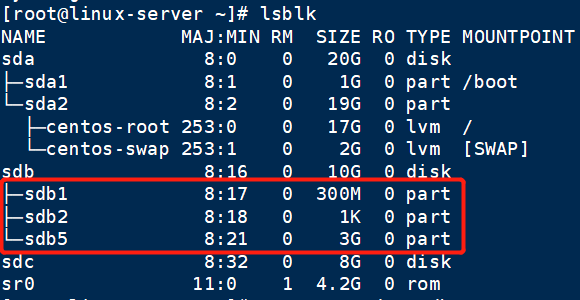 [root@linux-server ~]# lsblk
NAME            MAJ:MIN RM  SIZE RO TYPE MOUNTPOINT
sda               8:0    0   20G  0 disk
├─sda1            8:1    0    1G  0 part /boot
└─sda2            8:2    0   19G  0 part
  ├─centos-root 253:0    0   17G  0 lvm  /
  └─centos-swap 253:1    0    2G  0 lvm  [SWAP]
sdb               8:16   0   10G  0 disk
├─sdb1            8:17   0  300M  0 part
├─sdb2            8:18   0    1K  0 part
└─sdb5            8:21   0    3G  0 part
sdc               8:32   0    8G  0 disk
sr0              11:0    1  4.2G  0 rom